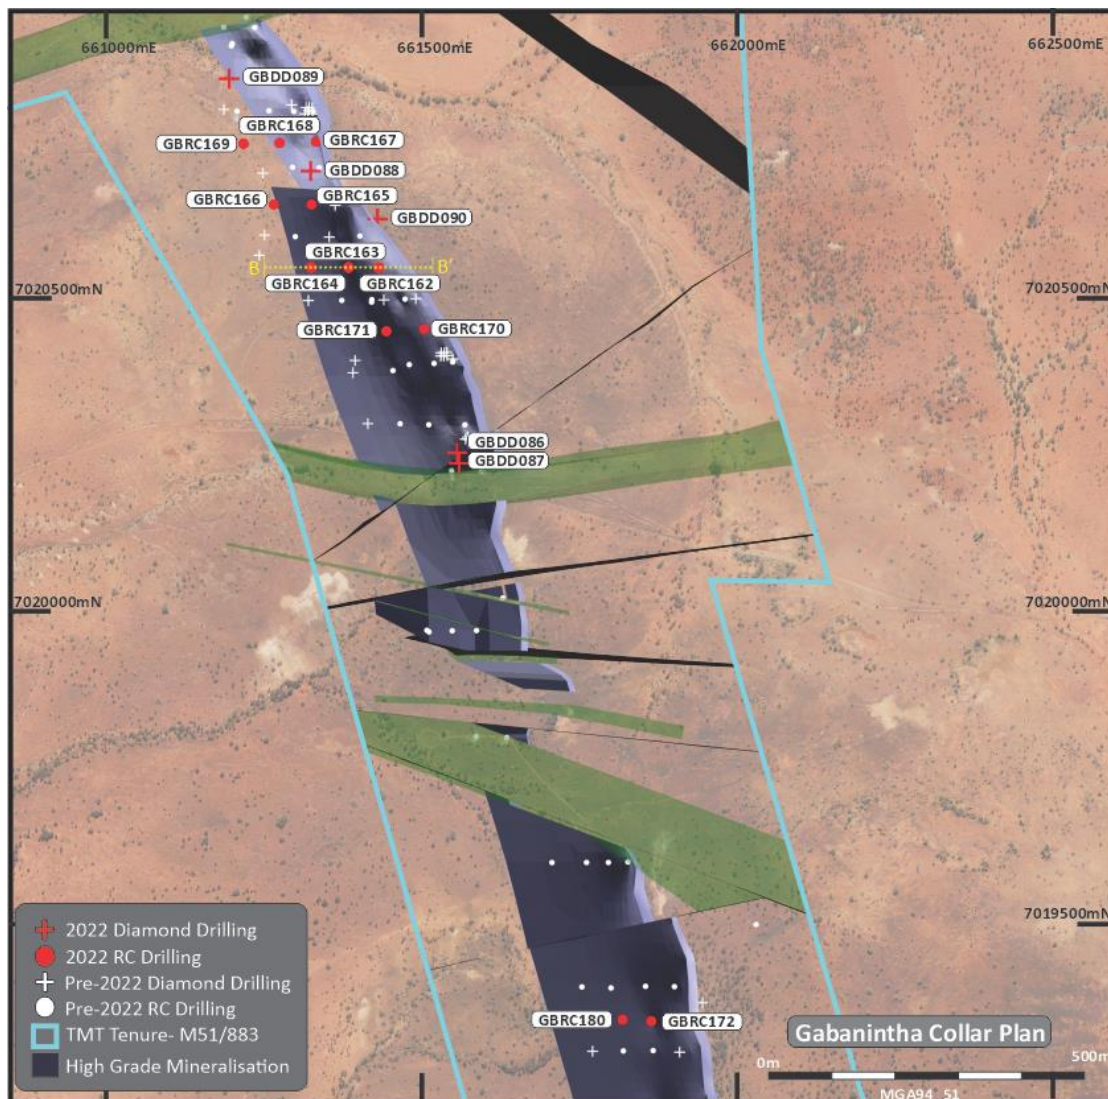 661000mE
661500mE
662000mE
662500mE
GBDD089
GBRC168
GBRC169
GBRC167
GBDD088
GBRC166
GBRC165
GBDD090
GBRC163
B
B'
GBRC164
GBRC162
7020500mN
7020500mN
GBRC171
GBRC170
GBDD086
GBDD087
7020000mN
7020000mN
7019500mN
2022 Diamond Drilling
2022 RC Drilling
Pre-2022 Diamond Drilling
Pre-2022 RC Drilling
TMT Tenure- M51/883
High Grade Mineralisation
GBRC180
GBRC172
Gabanintha Collar Plan
0m
500m
MGA94_51